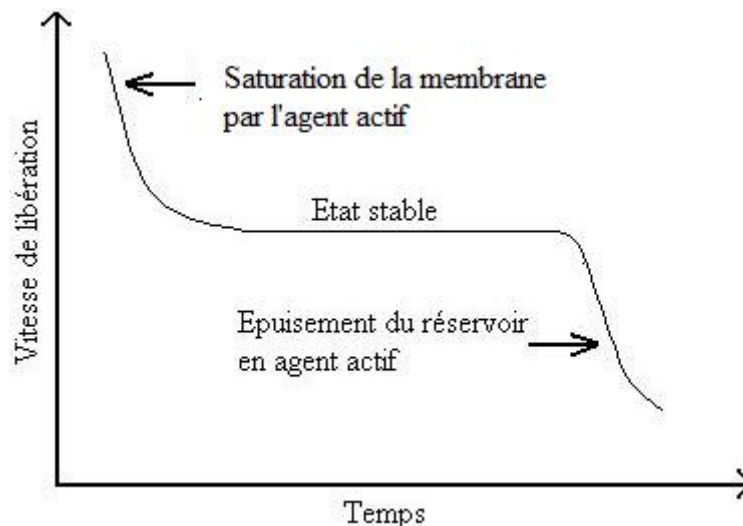 Saturation de la membrane
par l'agent actif
Vitesse de libération
Etat stable
Epuisement du réservoir
en agent actif
Temps